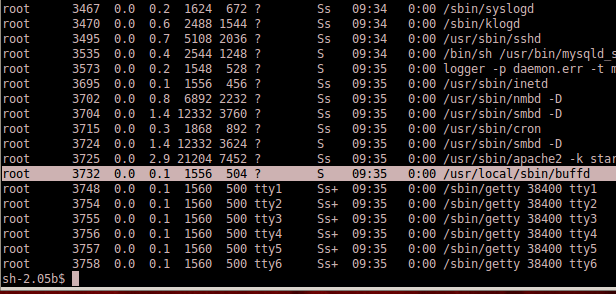 root 3467 0.0 0.2 1624 672 ? Ss 09:34 0:00 /sbin/syslogd
root 3470 0.0 0.6 2488 1544 ? Ss 09:34 0:00 /sbin/klogd
root 3495 0.0 0.7 5108 2036 ? Ss 09:34 0:00 /usr/sbin/sshd
root 3535 0.0 0.4 2544 1248 ? S 09:34 0:00 /bin/sh /usr/bin/mysqld_s
root 3573 0.0 0.2 1548 528 ? S 09:35 0:00 logger -p daemon.err -t m
root 3695 0.0 0.1 1556 456 ? Ss 09:35 0:00 /usr/sbin/inetd
root 3702 0.0 0.8 6892 2232 ? Ss 09:35 0:00 /usr/sbin/nmbd -D
root 3704 0.0 1.4 12332 3760 ? Ss 09:35 0:00 /usr/sbin/smbd -D
root 3715 0.0 0.3 1868 892 ? Ss 09:35 0:00 /usr/sbin/cron
root 3724 0.0 1.4 12332 3624 ? S 09:35 0:00 /usr/sbin/smbd -D
root 3725 0.0 2.9 21204 7452 ? Ss 09:35 0:00 /usr/sbin/apache2 -k star
root 3732 0.0 0.1 1556 504 ? S 09:35 0:00 /usr/local/sbin/buffd
root 3748 0.0 0.1 1560 500 tty1 Ss+ 09:35 0:00 /sbin/getty 38400 tty1
root 3754 0.0 0.1 1560 500 tty2 Ss+ 09:35 0:00 /sbin/getty 38400 tty2
root 3755 0.0 0.1 1560 500 tty3 Ss+ 09:35 0:00 /sbin/getty 38400 tty3
root 3756 0.0 0.1 1560 500 tty4 Ss+ 09:35 0:00 /sbin/getty 38400 tty4
root 3757 0.0 0.1 1560 500 tty5 Ss+ 09:35 0:00 /sbin/getty 38400 tty5
root 3758 0.0 0.1 1560 500 tty6 Ss+ 09:35 0:00 /sbin/getty 38400 tty6
sh-2.05b$